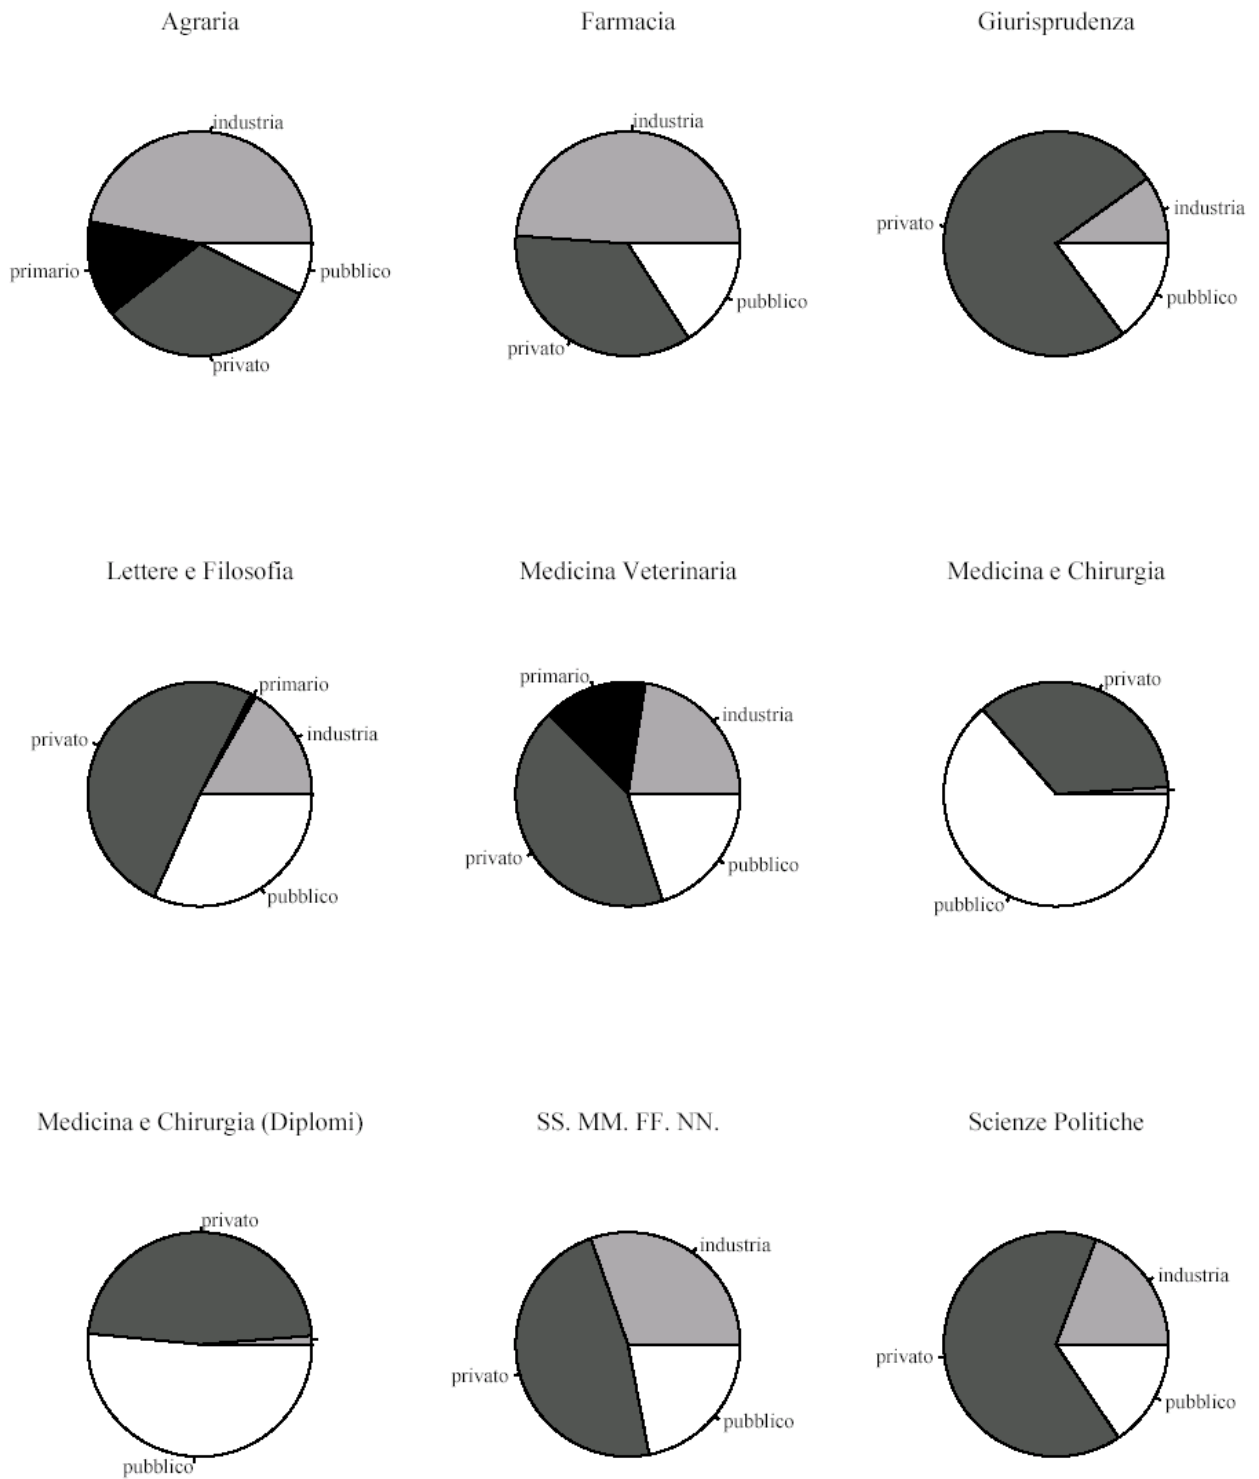 Agraria
industria
primario
pubblico
privato
Farmacia
industria
pubblico
privato
Giurisprudenza
privato
industria
pubblico
Lettere e Filosofia
primario
industria
privato
pubblico
Medicina Veterinaria
primario
industria
privato
pubblico
Medicina e Chirurgia
privato
pubblico
Medicina e Chirurgia (Diplomi)
privato
pubblico
SS. MM. FF. NN.
industria
privato
pubblico
Scienze Politiche
industria
privato
pubblico